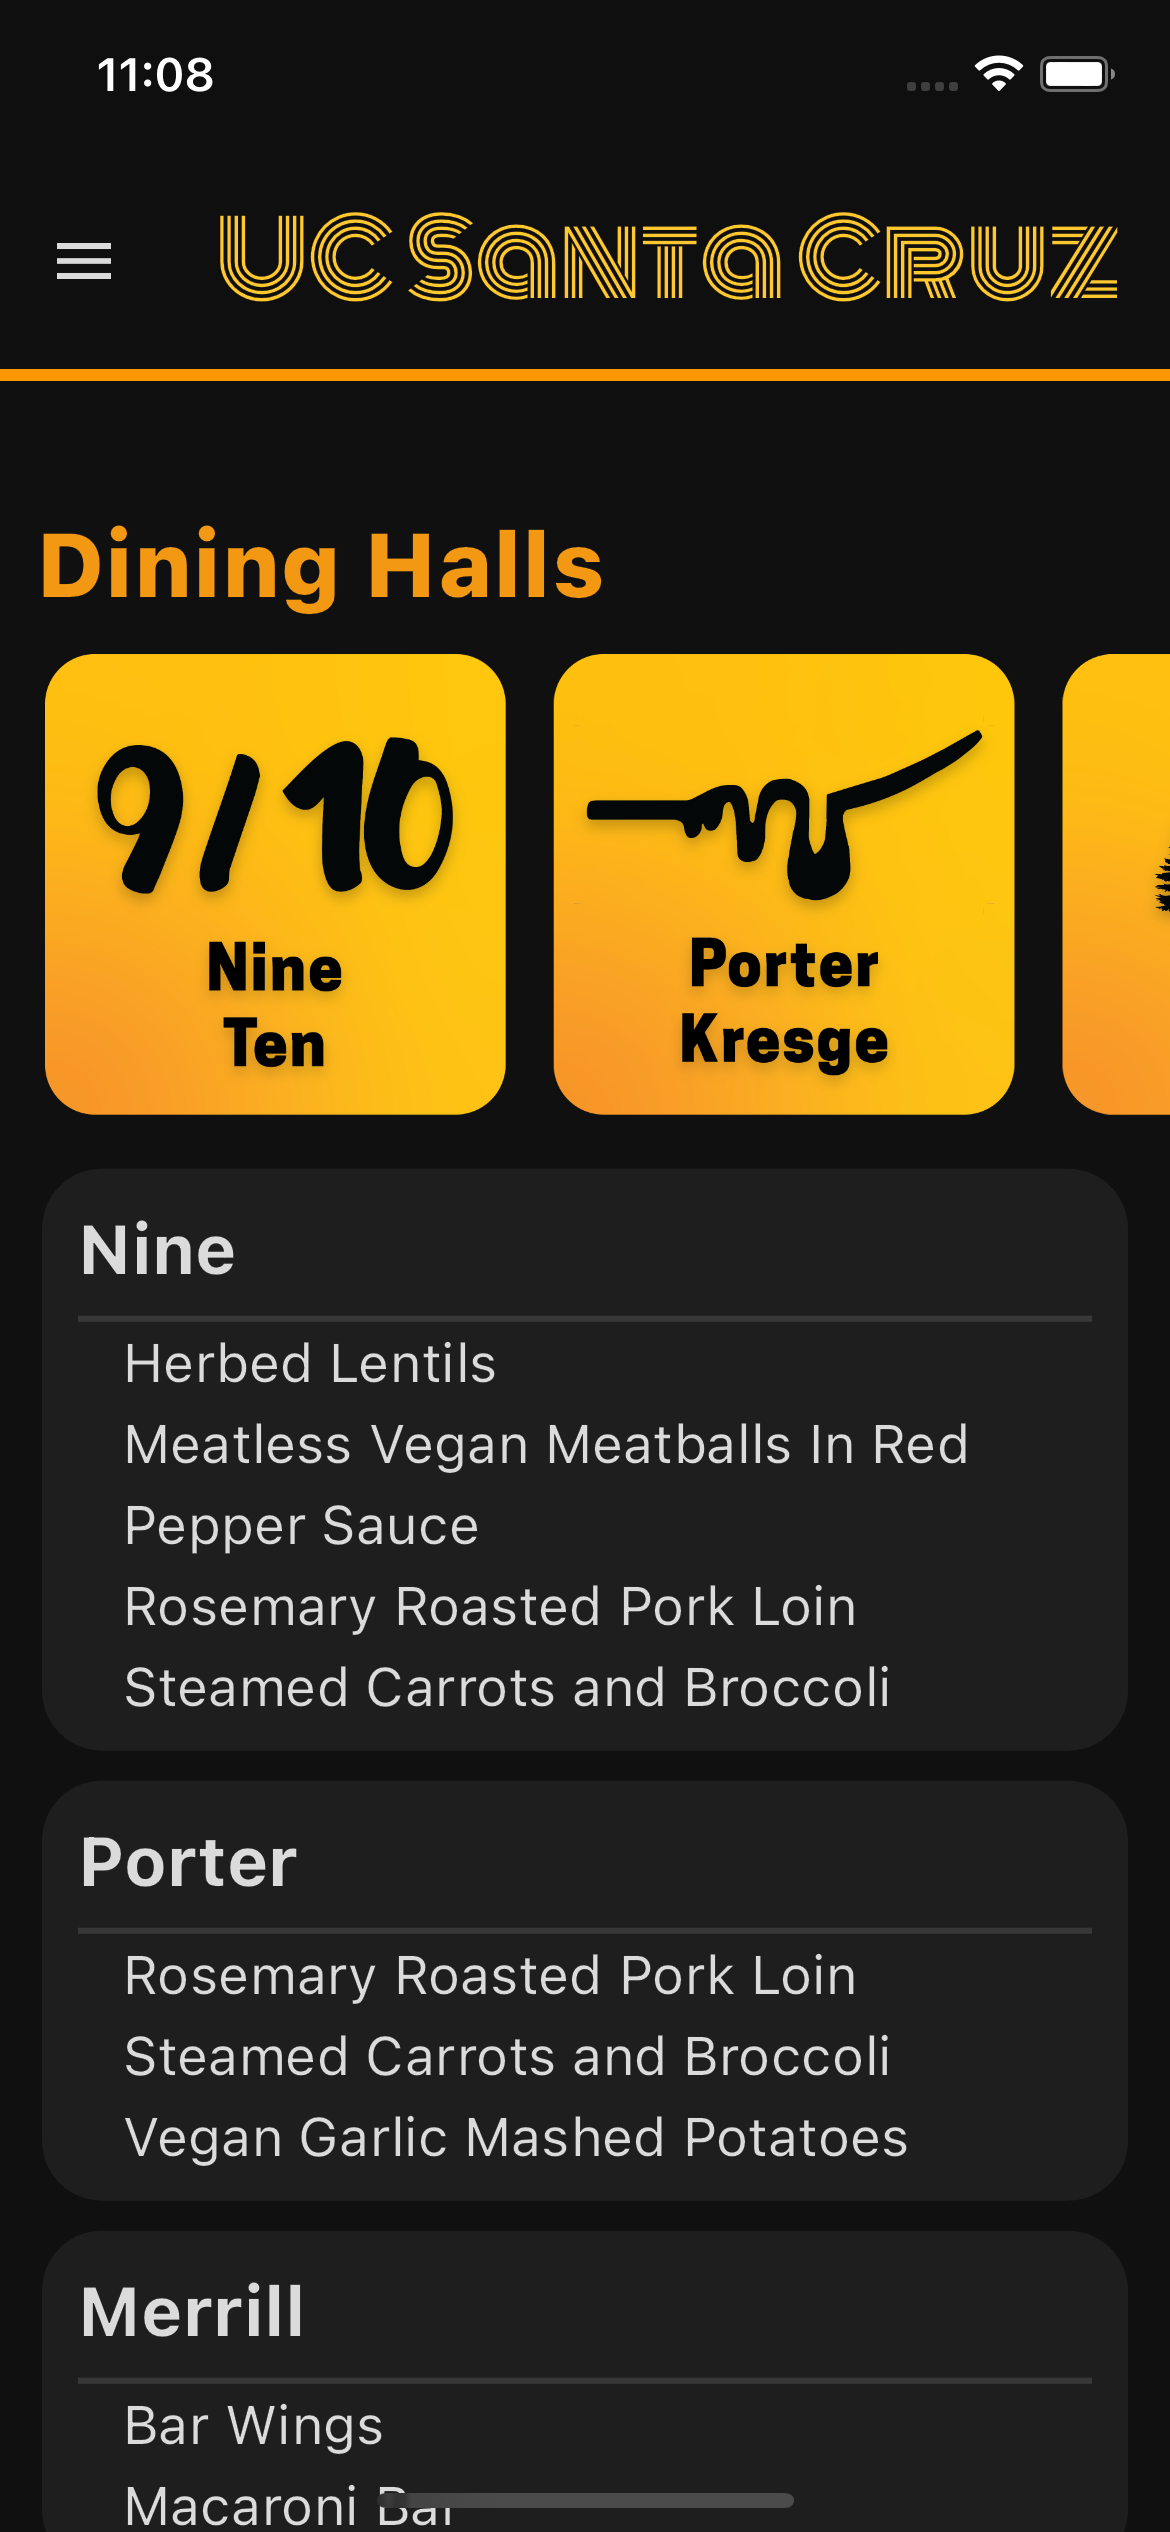 11:08
UC Santa Cruz
Dining Halls
9/10
Nine
Ten
Porter
Kresge
Nine
Herbed Lentils
Meatless Vegan Meatballs In Red
Pepper Sauce
Rosemary Roasted Pork Loin
Steamed Carrots and Broccoli
Porter
Rosemary Roasted Pork Loin
Steamed Carrots and Broccoli
Vegan Garlic Mashed Potatoes
Merrill
Bar Wings
Macaroni Bar